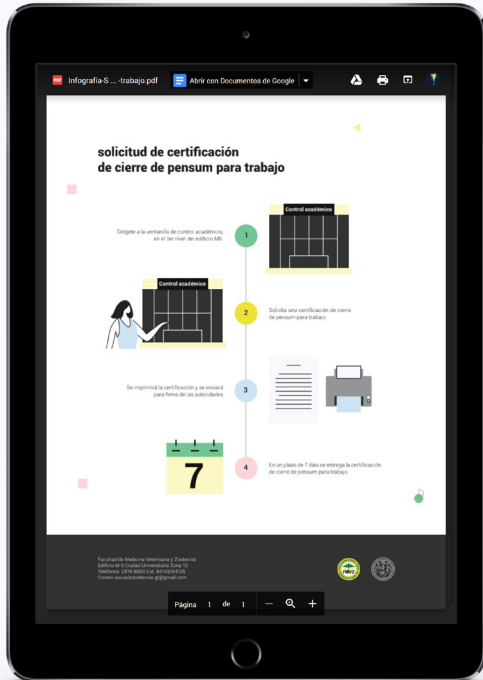 PDF
Infografía-S ... -trabajo.pdf
Abrir con Documentos de Google
solicitud de certificación
de cierre de pensum para trabajo
Control académico
Dirígete a la ventanilla de control académico,
en el 1er nivel de edificio M6.
1
Control académico
2
Solicita una certificación de cierre
de pensum para trabajo.
Se imprimirá la certificación y se enviará
para firma de las autoridades
3
7
4
En un plazo de 7 días se entrega la certificación
de cierre de pensum para trabajo.
Facultad de Medicina Veterinaria y Zootecnia
Edificio M-6 Ciudad Universitaria Zona 12
Página 1 de 1